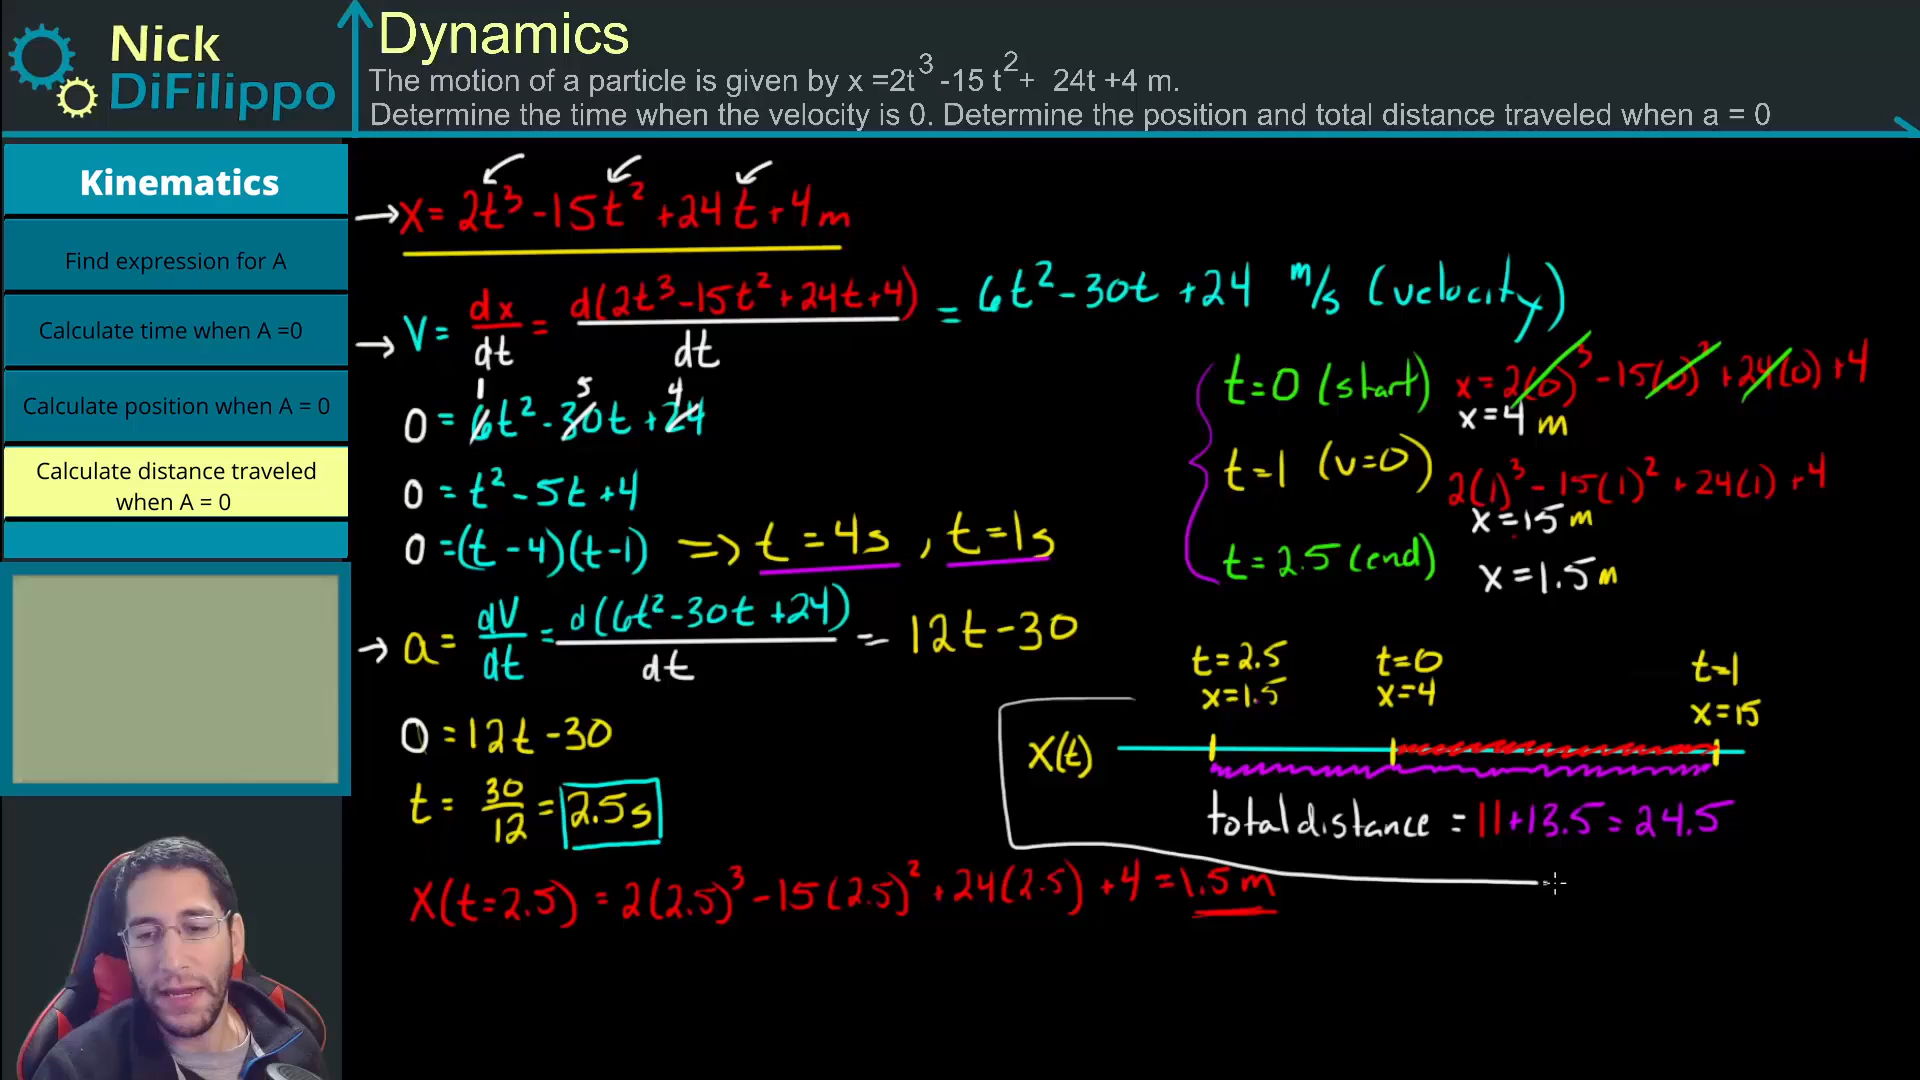 Nick
DiFilippo
Dynamics
The motion of a particle is given by x =2t³ -15 t²+ 24t +4 m.
Determine the time when the velocity is 0. Determine the position and total distance traveled when a = 0
Kinematics
Find expression for A
Calculate time when A =0
Calculate position when A = 0
Calculate distance traveled
when A = 0
x = 2t³ -15t² +24t +4m
V = dx/dt = d(2t³-15t²+24t+4)/dt = 6t²-30t+24 m/s (velocity)
1 5 4
0 = 6t² -30t +24
0 = t² -5t +4
0 =(t -4)(t-1) => t=4s , t=1s
a = dV/dt = d(6t²-30t+24)/dt = 12t-30
0 = 12t -30
t = 30/12 = 2.5s
x(t=2.5) = 2(2.5)³ -15(2.5)² +24(2.5) +4 =1.5m
t=0 (start) x=2(0)³ -15(0)² +24(0) +4
x=4 m
t=1 (v=0) 2(1)³ -15(1)² +24(1) +4
x=15 m
t=2.5 (end) x=1.5m
t=2.5 t=0 t=1
x=1.5 x=4 x=15
x(t)
total distance = 11+13.5=24.5